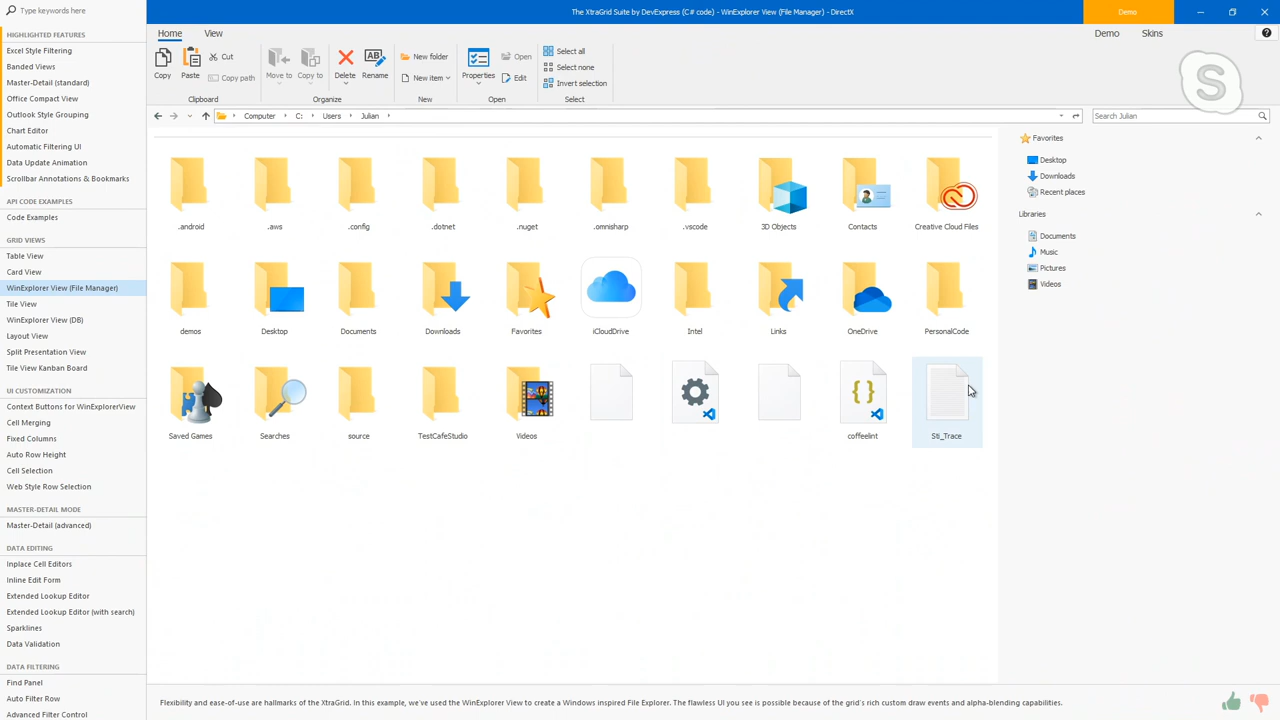 The XtraGrid Suite by DevExpress (C# code) - WinExplorer View (File Manager) - DirectX
Demo
Type keywords here
Home View
Demo Skins
Copy
Paste
Cut
Copy path
Clipboard
Move to
Copy to
Delete
Rename
Organize
New folder
New item
New
Properties
Open
Edit
Open
Select all
Select none
Invert selection
Select
Computer C: Users Julian
Search Julian
HIGHLIGHTED FEATURES
Excel Style Filtering
Banded Views
Master-Detail (standard)
Office Compact View
Outlook Style Grouping
Chart Editor
Automatic Filtering UI
Data Update Animation
Scrollbar Annotations & Bookmarks
API CODE EXAMPLES
Code Examples
GRID VIEWS
Table View
Card View
WinExplorer View (File Manager)
Tile View
WinExplorer View (DB)
Layout View
Split Presentation View
Tile View Kanban Board
UI CUSTOMIZATION
Context Buttons for WinExplorerView
Cell Merging
Fixed Columns
Auto Row Height
Cell Selection
Web Style Row Selection
MASTER-DETAIL MODE
Master-Detail (advanced)
DATA EDITING
Inplace Cell Editors
Inline Edit Form
Extended Lookup Editor
Extended Lookup Editor (with search)
Sparklines
Data Validation
DATA FILTERING
Find Panel
Auto Filter Row
Advanced Filter Control
.android .aws .config .dotnet .nuget .omnisharp .vscode 3D Objects Contacts Creative Cloud Files
demos Desktop Documents Downloads Favorites iCloudDrive Intel Links OneDrive PersonalCode
Saved Games Searches source TestCafeStudio Videos coffeelint Sti_Trace
Favorites
Desktop
Downloads
Recent places
Libraries
Documents
Music
Pictures
Videos
Flexibility and ease-of-use are hallmarks of the XtraGrid. In this example, we've used the WinExplorer View to create a Windows inspired File Explorer. The flawless UI you see is possible because of the grid's rich custom draw events and alpha-blending capabilities.